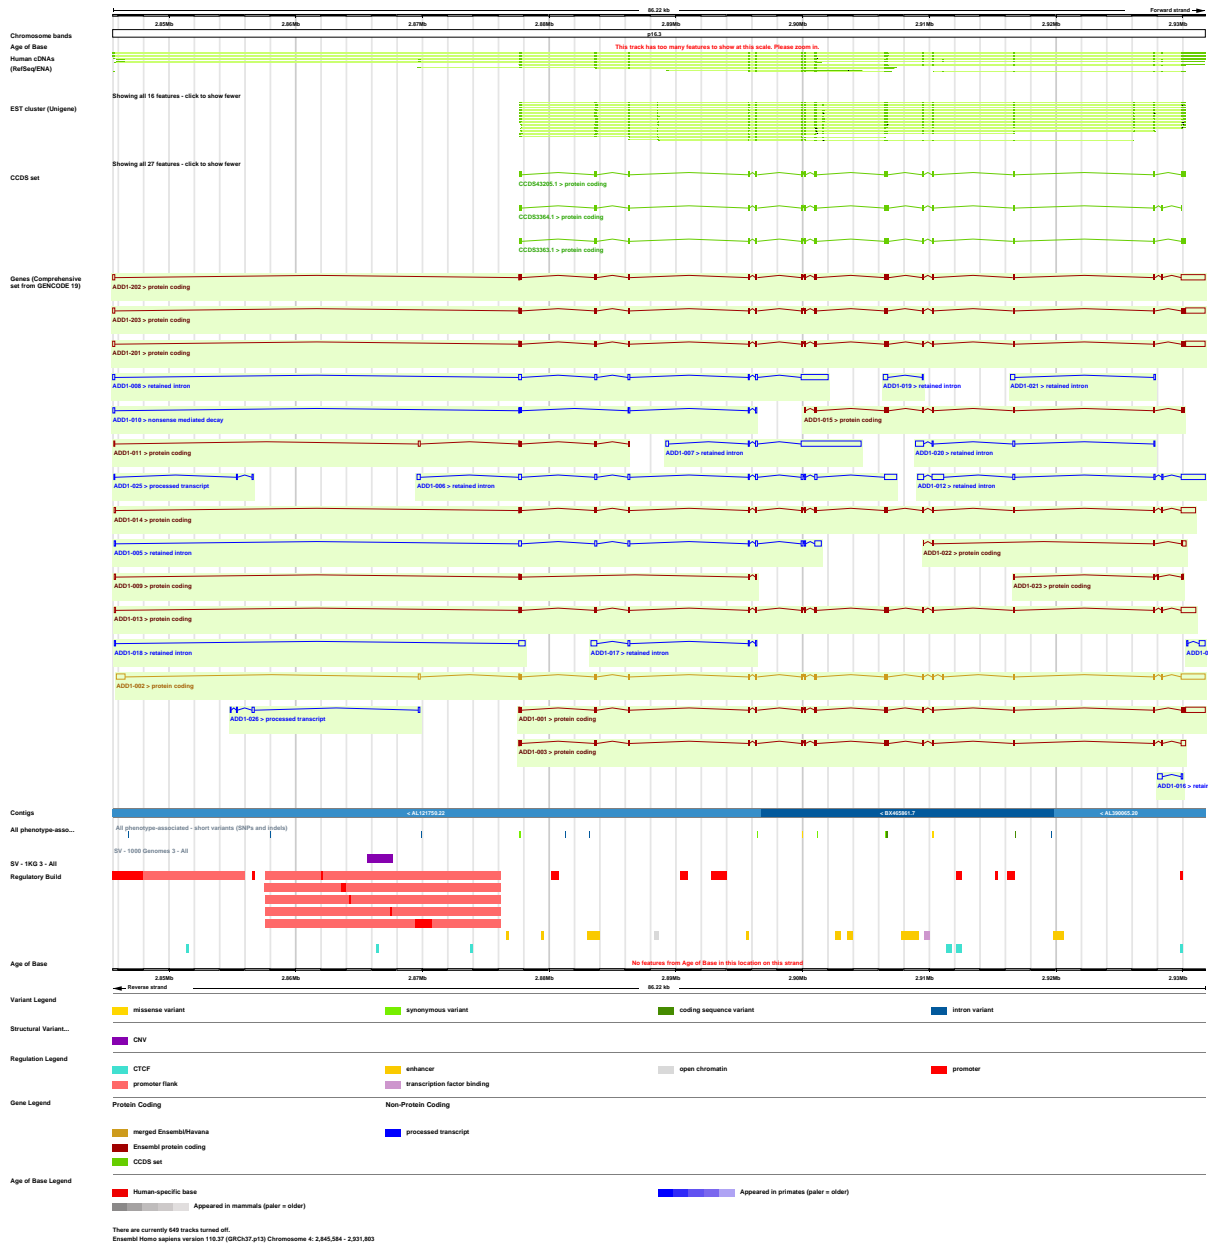 86.22 kb Forward strand
2.85Mb 2.86Mb 2.87Mb 2.88Mb 2.89Mb 2.90Mb 2.91Mb 2.92Mb 2.93Mb
Chromosome bands p16.3
Age of Base This track has too many features to show at this scale. Please zoom in.
Human cDNAs
(RefSeq/ENA)
Showing all 16 features - click to show fewer
EST cluster (Unigene)
Showing all 27 features - click to show fewer
CCDS set
CCDS43205.1 > protein coding
CCDS3364.1 > protein coding
CCDS3363.1 > protein coding
Genes (Comprehensive
set from GENCODE 19)
ADD1-202 > protein coding
ADD1-203 > protein coding
ADD1-201 > protein coding
ADD1-008 > retained intron ADD1-019 > retained intron ADD1-021 > retained intron
ADD1-010 > nonsense mediated decay ADD1-015 > protein coding
ADD1-011 > protein coding ADD1-007 > retained intron ADD1-020 > retained intron
ADD1-025 > processed transcript ADD1-006 > retained intron ADD1-012 > retained intron
ADD1-014 > protein coding
ADD1-005 > retained intron ADD1-022 > protein coding
ADD1-009 > protein coding ADD1-023 > protein coding
ADD1-013 > protein coding
ADD1-018 > retained intron ADD1-017 > retained intron ADD1-0
ADD1-002 > protein coding
ADD1-026 > processed transcript ADD1-001 > protein coding
ADD1-003 > protein coding
ADD1-016 > retain
Contigs < AL121750.22 < BX465861.7 < AL390065.20
All phenotype-asso... All phenotype-associated - short variants (SNPs and indels)
SV - 1000 Genomes 3 - All
SV - 1KG 3 - All
Regulatory Build
Age of Base No features from Age of Base in this location on this strand
2.85Mb 2.86Mb 2.87Mb 2.88Mb 2.89Mb 2.90Mb 2.91Mb 2.92Mb 2.93Mb
Reverse strand 86.22 kb
Variant Legend
missense variant synonymous variant coding sequence variant intron variant
Structural Variant...
CNV
Regulation Legend
CTCF enhancer open chromatin promoter
promoter flank transcription factor binding
Gene Legend Protein Coding Non-Protein Coding
merged Ensembl/Havana processed transcript
Ensembl protein coding
CCDS set
Age of Base Legend
Human-specific base Appeared in primates (paler = older)
Appeared in mammals (paler = older)
There are currently 649 tracks turned off.
Ensembl Homo sapiens version 110.37 (GRCh37.p13) Chromosome 4: 2,845,584 - 2,931,803